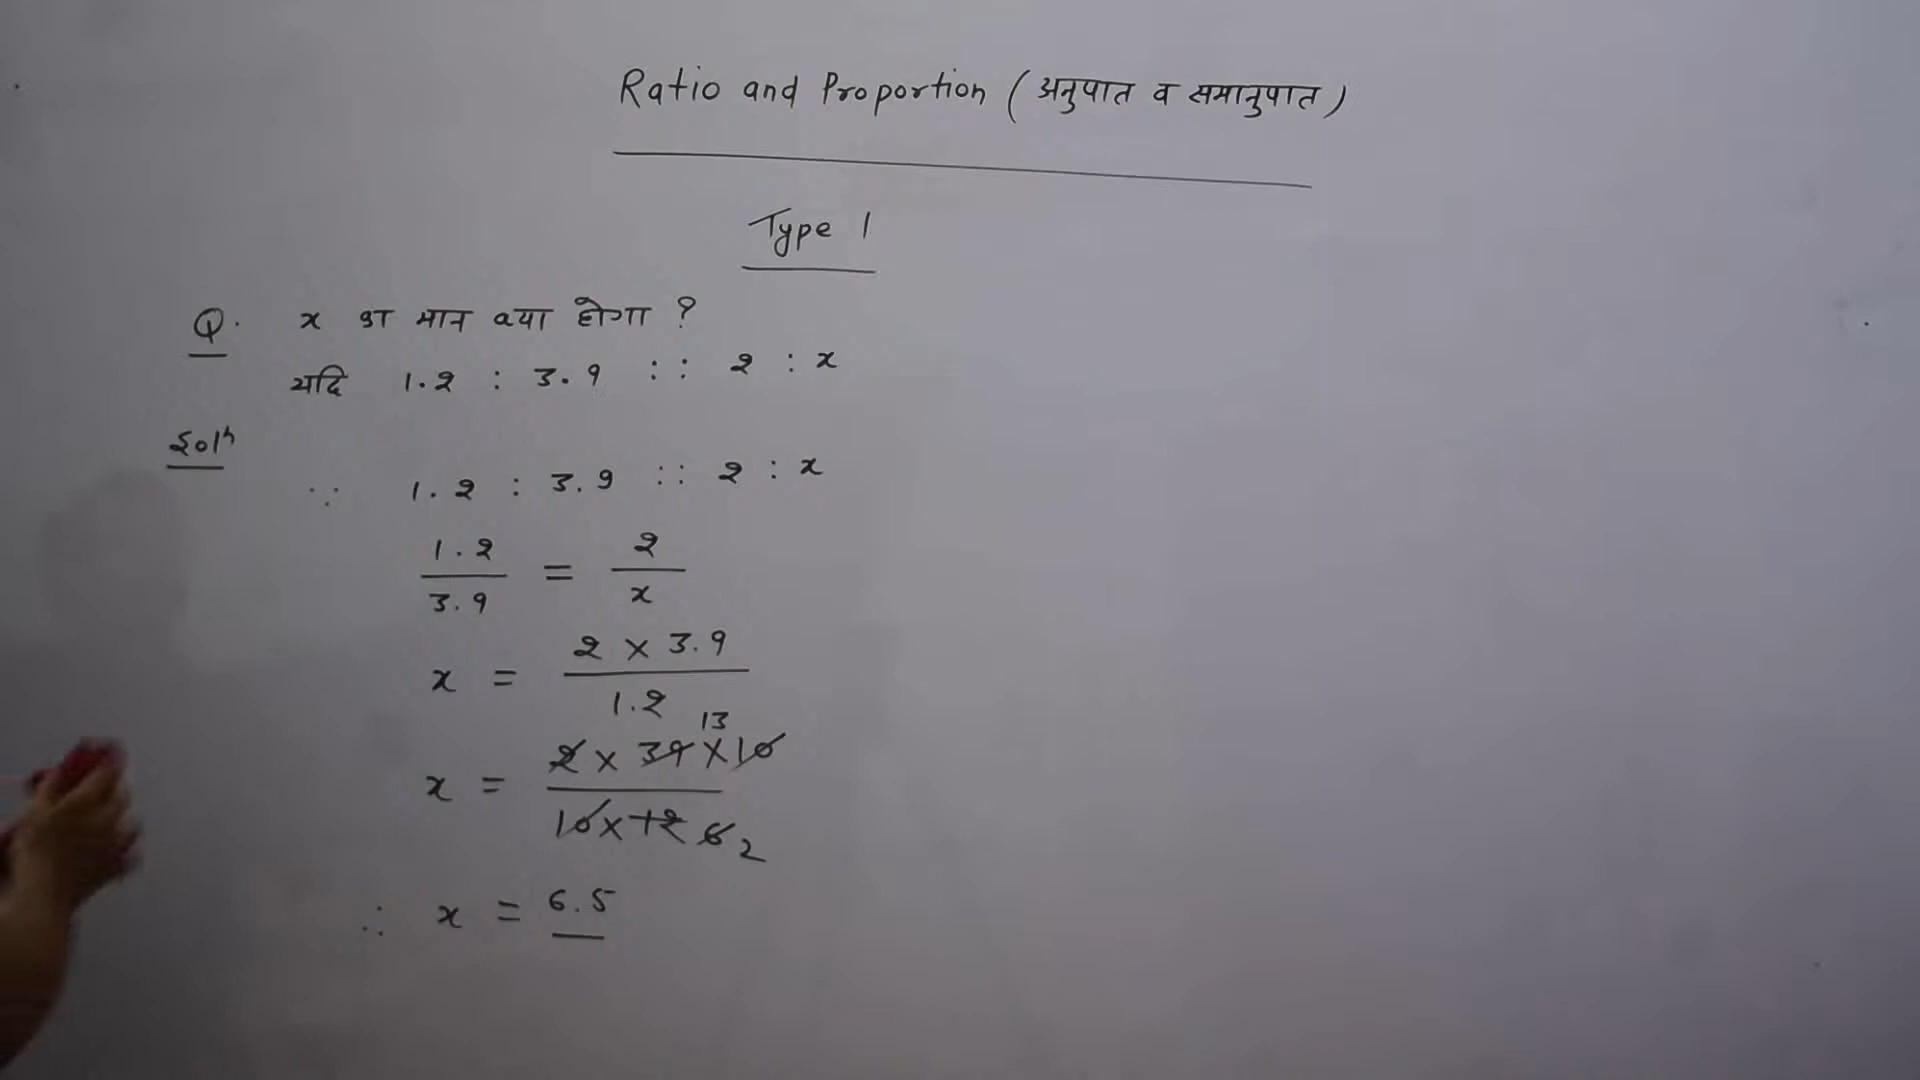 Ratio and Proportion (अनुपात व समानुपात)
Type 1
Q. x का मान क्या होगा ?
यदि 1.2 : 3.9 :: 2 : x
Solⁿ
∵ 1.2 : 3.9 :: 2 : x
1.2 / 3.9 = 2 / x
x = 2 × 3.9 / 1.2
13
x = 2 × 39 × 10 / 10 × 12 6 2
∴ x = 6.5